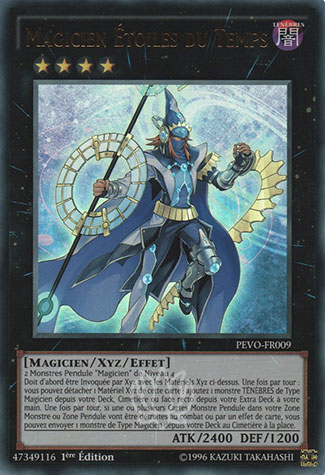 Magicien Étoiles du Temps
TÉNÈBRES
闇
PEVO-FR009
[Magicien/Xyz/Effet]
2 Monstres Pendule "Magicien" de Niveau 4
Doit d'abord être Invoquée par Xyz avec les Matériels Xyz ci-dessus. Une fois par tour :
vous pouvez détacher 1 Matériel Xyz de cette carte ; ajoutez 1 monstre TÉNÈBRES de
Type Magicien depuis votre Deck, Cimetière ou face recto depuis votre Extra Deck à votre
main. Une fois par tour, si une ou plusieurs Cartes Monstre Pendule dans votre Zone
Monstre ou Zone Pendule vont être détruites au combat ou par un effet de carte, vous
pouvez envoyer 1 monstre de Type Magicien depuis votre Deck au Cimetière à la place.
ATK/2400 DEF/1200
47349116 1re Édition ©1996 KAZUKI TAKAHASHI